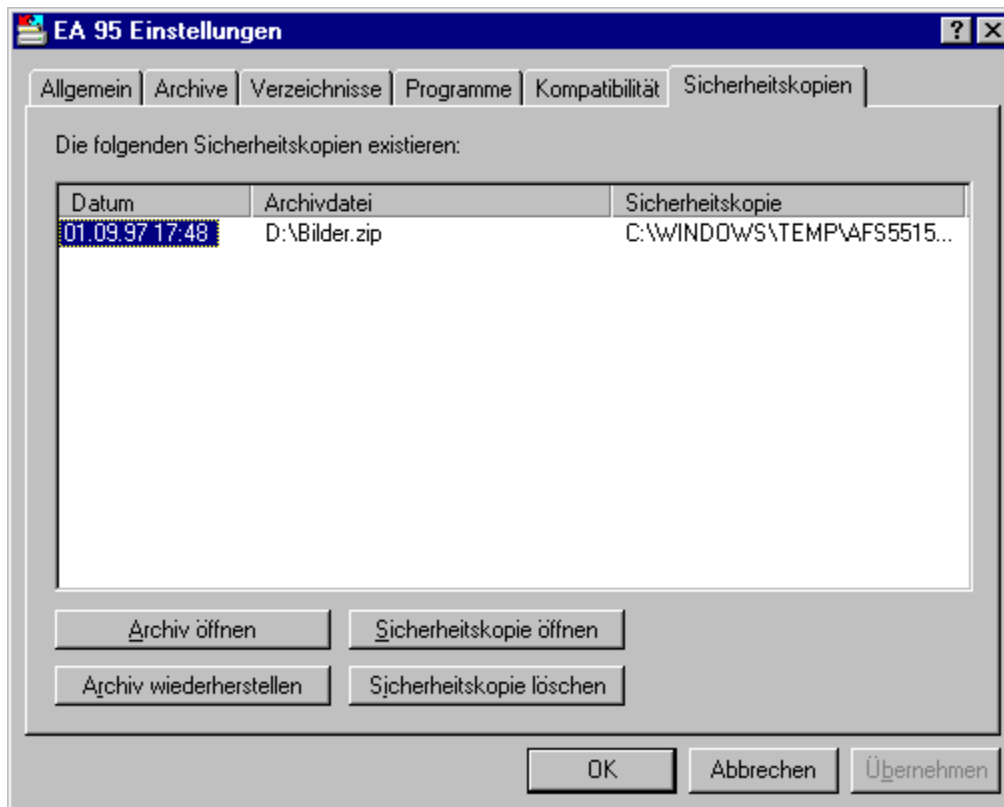 EA 95 Einstellungen
Allgemein Archive Verzeichnisse Programme Kompatibilität Sicherheitskopien
Die folgenden Sicherheitskopien existieren:
Datum Archivdatei Sicherheitskopie
01.09.97 17:48 D:\Bilder.zip C:\WINDOWS\TEMP\AFS5515...
Archiv öffnen Sicherheitskopie öffnen
Archiv wiederherstellen Sicherheitskopie löschen
OK Abbrechen Übernehmen